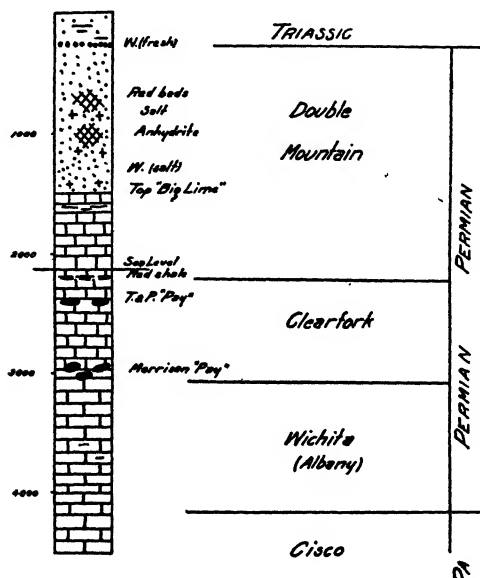 TRIASSIC
W. (fresh)
Red beds
Salt
Anhydrite
1000
Double
Mountain
W. (salt)
Top "Big Lime"
PERMIAN
2000
Sea Level
Red shale
T. & P. "Pay"
Clearfork
3000
Morrison "Pay"
PERMIAN
Wichita
(Albany)
4000
Cisco
PA